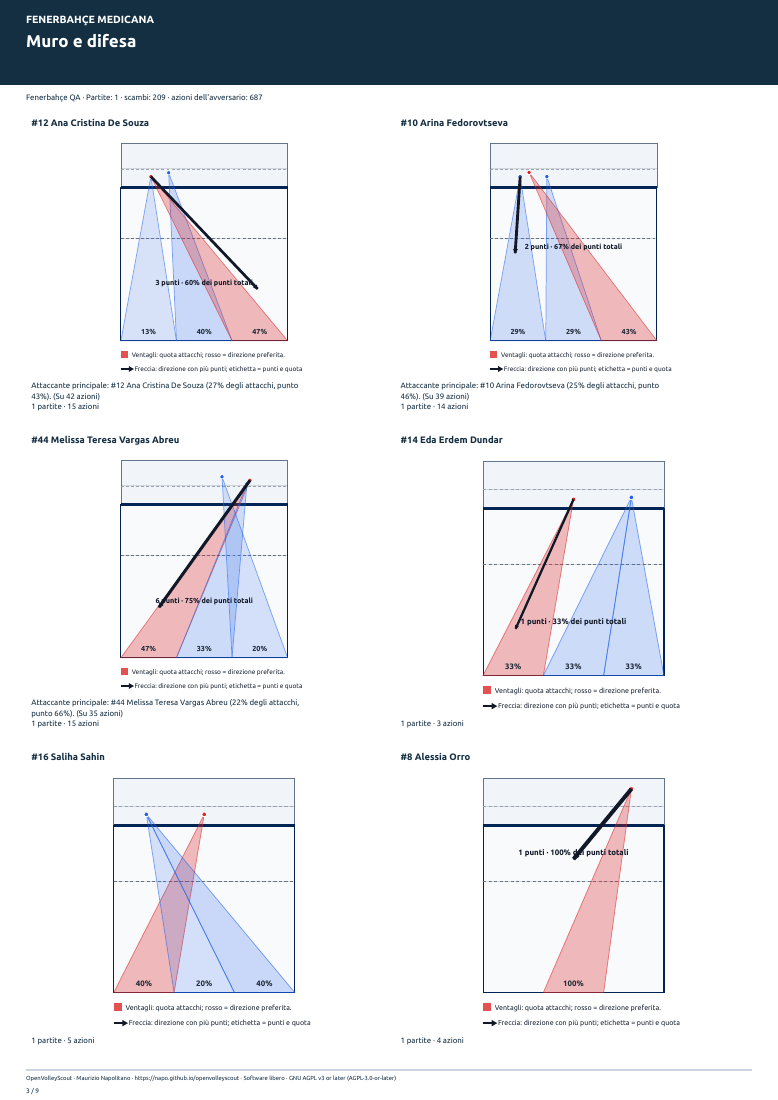 FENERBAHÇE MEDICANA
Muro e difesa
Fenerbahçe QA · Partite: 1 · scambi: 209 · azioni dell'avversario: 687
#12 Ana Cristina De Souza
3 punti · 60% dei punti totali
13%
40%
47%
Ventagli: quota attacchi; rosso = direzione preferita.
Freccia: direzione con più punti; etichetta = punti e quota
Attaccante principale: #12 Ana Cristina De Souza (27% degli attacchi, punto
43%). (Su 42 azioni)
1 partite · 15 azioni
#10 Arina Fedorovtseva
2 punti · 67% dei punti totali
29%
29%
43%
Ventagli: quota attacchi; rosso = direzione preferita.
Freccia: direzione con più punti; etichetta = punti e quota
Attaccante principale: #10 Arina Fedorovtseva (25% degli attacchi, punto
46%). (Su 39 azioni)
1 partite · 14 azioni
#44 Melissa Teresa Vargas Abreu
6 punti · 75% dei punti totali
47%
33%
20%
Ventagli: quota attacchi; rosso = direzione preferita.
Freccia: direzione con più punti; etichetta = punti e quota
Attaccante principale: #44 Melissa Teresa Vargas Abreu (22% degli attacchi,
punto 66%). (Su 35 azioni)
1 partite · 15 azioni
#14 Eda Erdem Dundar
1 punti · 33% dei punti totali
33%
33%
33%
Ventagli: quota attacchi; rosso = direzione preferita.
Freccia: direzione con più punti; etichetta = punti e quota
1 partite · 3 azioni
#16 Saliha Sahin
40%
20%
40%
Ventagli: quota attacchi; rosso = direzione preferita.
Freccia: direzione con più punti; etichetta = punti e quota
1 partite · 5 azioni
#8 Alessia Orro
1 punti · 100% dei punti totali
100%
Ventagli: quota attacchi; rosso = direzione preferita.
Freccia: direzione con più punti; etichetta = punti e quota
1 partite · 4 azioni
OpenVolleyScout · Maurizio Napolitano · https://napo.github.io/openvolleyscout · Software libero · GNU AGPL v3 or later (AGPL-3.0-or-later)
3 / 9